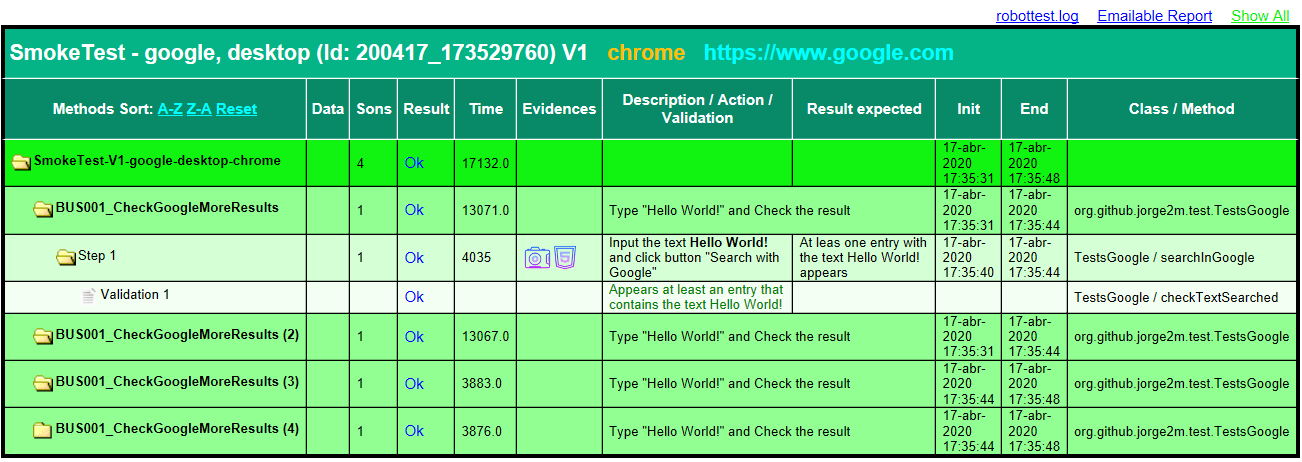 robottest.log Emailable Report Show All
SmokeTest - google, desktop (Id: 200417_173529760) V1 chrome https://www.google.com
Methods Sort: A-Z Z-A Reset Data Sons Result Time Evidences Description / Action / Validation Result expected Init End Class / Method
SmokeTest-V1-google-desktop-chrome 4 Ok 17132.0 17-abr-2020 17:35:31 17-abr-2020 17:35:48
BUS001_CheckGoogleMoreResults 1 Ok 13071.0 Type "Hello World!" and Check the result 17-abr-2020 17:35:31 17-abr-2020 17:35:44 org.github.jorge2m.test.TestsGoogle
Step 1 1 Ok 4035 5 Input the text Hello World! and click button "Search with Google" At leas one entry with the text Hello World! appears 17-abr-2020 17:35:40 17-abr-2020 17:35:44 TestsGoogle / searchInGoogle
Validation 1 Ok Appears at least an entry that contains the text Hello World! TestsGoogle / checkTextSearched
BUS001_CheckGoogleMoreResults (2) 1 Ok 13067.0 Type "Hello World!" and Check the result 17-abr-2020 17:35:31 17-abr-2020 17:35:44 org.github.jorge2m.test.TestsGoogle
BUS001_CheckGoogleMoreResults (3) 1 Ok 3883.0 Type "Hello World!" and Check the result 17-abr-2020 17:35:44 17-abr-2020 17:35:48 org.github.jorge2m.test.TestsGoogle
BUS001_CheckGoogleMoreResults (4) 1 Ok 3876.0 Type "Hello World!" and Check the result 17-abr-2020 17:35:44 17-abr-2020 17:35:48 org.github.jorge2m.test.TestsGoogle